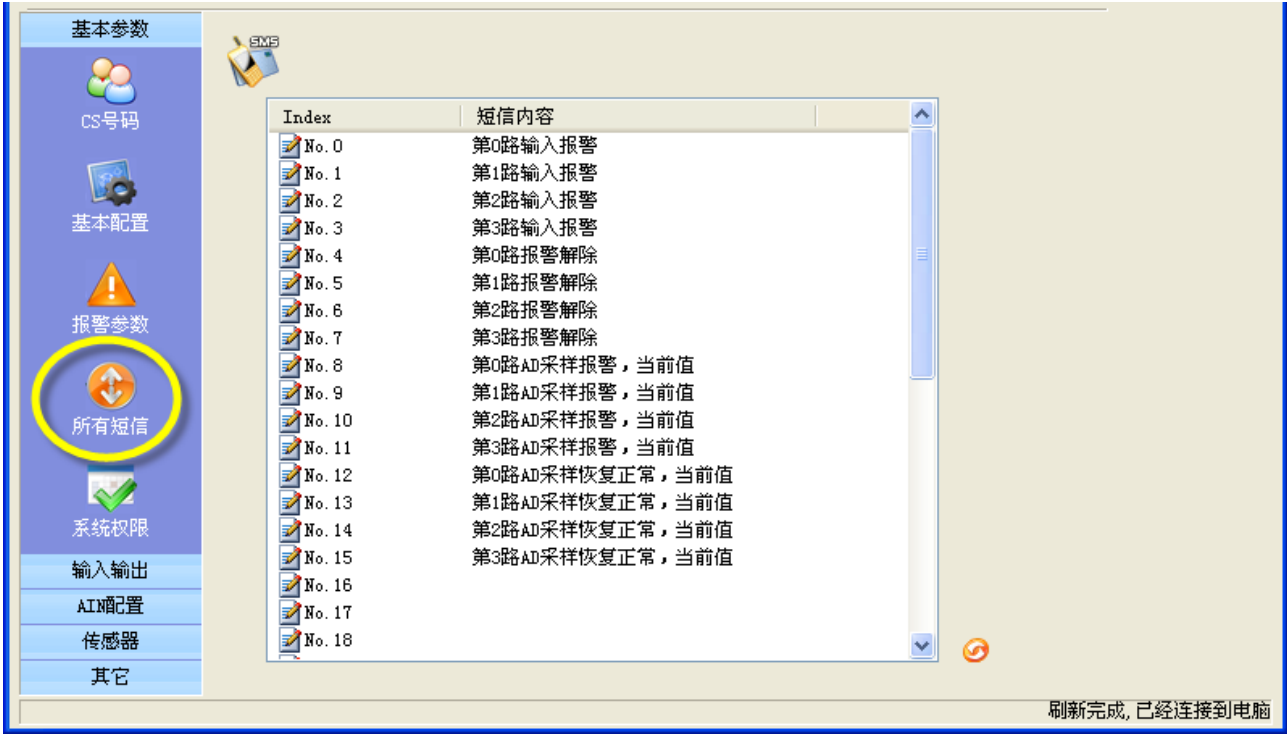 基本参数
CS号码
基本配置
报警参数
所有短信
系统权限
输入输出
AIN配置
传感器
其它
SMS
Index 短信内容
No. 0 第0路输入报警
No. 1 第1路输入报警
No. 2 第2路输入报警
No. 3 第3路输入报警
No. 4 第0路报警解除
No. 5 第1路报警解除
No. 6 第2路报警解除
No. 7 第3路报警解除
No. 8 第0路AD采样报警，当前值
No. 9 第1路AD采样报警，当前值
No. 10 第2路AD采样报警，当前值
No. 11 第3路AD采样报警，当前值
No. 12 第0路AD采样恢复正常，当前值
No. 13 第1路AD采样恢复正常，当前值
No. 14 第2路AD采样恢复正常，当前值
No. 15 第3路AD采样恢复正常，当前值
No. 16
No. 17
No. 18
刷新完成, 已经连接到电脑